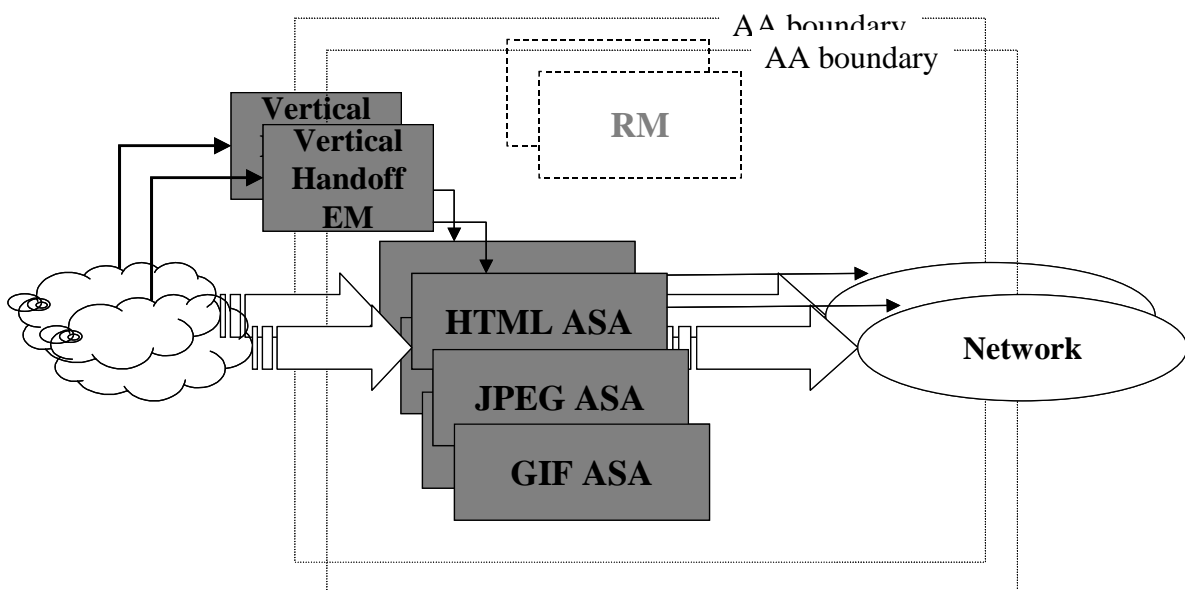 AA boundary
AA boundary
RM
Vertical
Vertical
Handoff
EM
HTML ASA
JPEG ASA
GIF ASA
Network